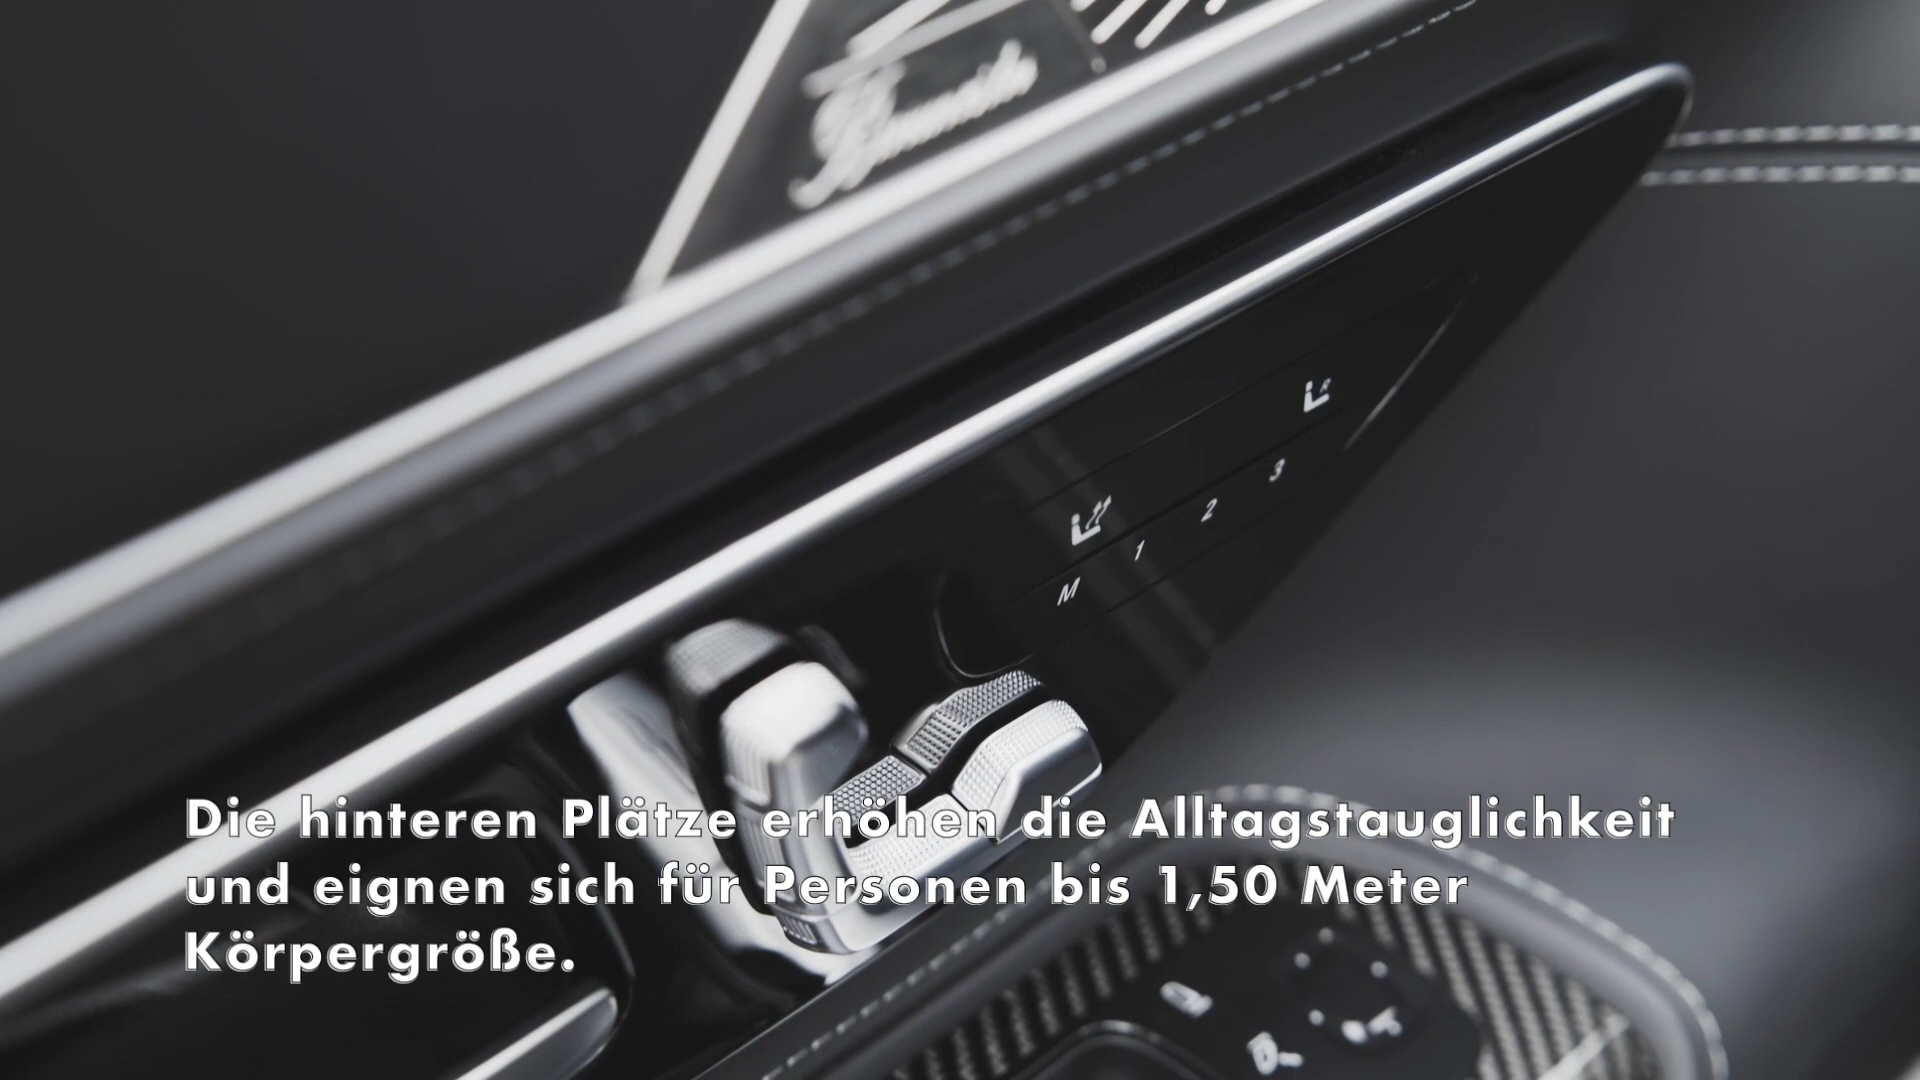 Burmester
R
M 1 2 3
Die hinteren Plätze erhöhen die Alltagstauglichkeit
und eignen sich für Personen bis 1,50 Meter
Körpergröße.